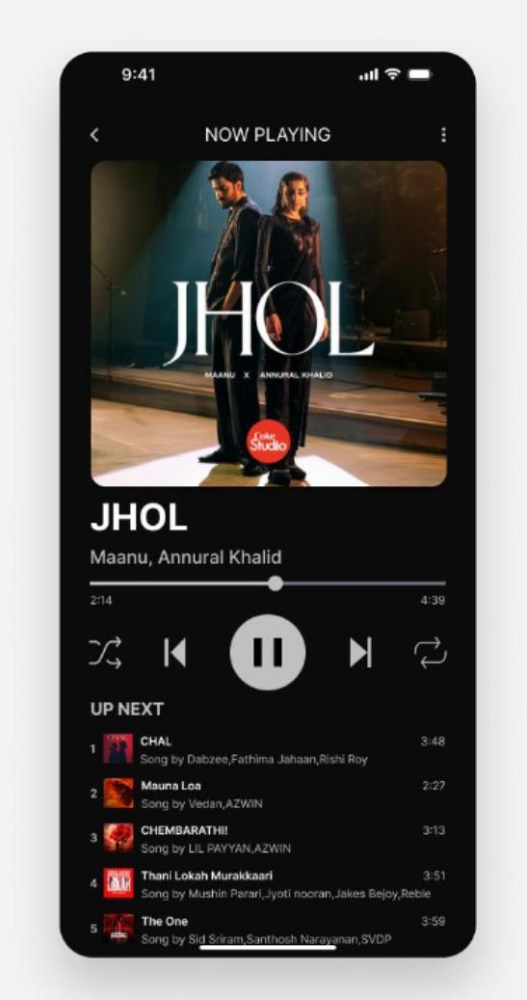 9:41
NOW PLAYING
JHOL
MAANU X ANNURAL KHALID
Coke
Studio
JHOL
Maanu, Annural Khalid
2:14 4:39
UP NEXT
1 CHAL 3:48
Song by Dabzee,Fathima Jahaan,Rishi Roy
2 Mauna Loa 2:27
Song by Vedan,AZWIN
3 CHEMBARATHI! 3:13
Song by LIL PAYYAN,AZWIN
4 Thani Lokah Murakkaari 3:51
Song by Mushin Parari,Jyoti nooran,Jakes Bejoy,Reble
5 The One 3:59
Song by Sid Sriram,Santhosh Narayanan,SVDP